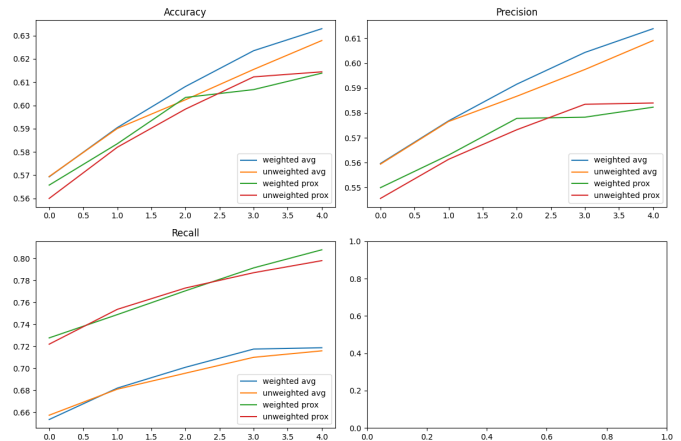 Accuracy
0.63
0.62
0.61
0.60
0.59
0.58
0.57
0.56
weighted avg
unweighted avg
weighted prox
unweighted prox
0.0 0.5 1.0 1.5 2.0 2.5 3.0 3.5 4.0
Precision
0.61
0.60
0.59
0.58
0.57
0.56
0.55
weighted avg
unweighted avg
weighted prox
unweighted prox
0.0 0.5 1.0 1.5 2.0 2.5 3.0 3.5 4.0
Recall
0.80
0.78
0.76
0.74
0.72
0.70
0.68
0.66
weighted avg
unweighted avg
weighted prox
unweighted prox
0.0 0.5 1.0 1.5 2.0 2.5 3.0 3.5 4.0
1.0
0.8
0.6
0.4
0.2
0.0
0.0 0.2 0.4 0.6 0.8 1.0